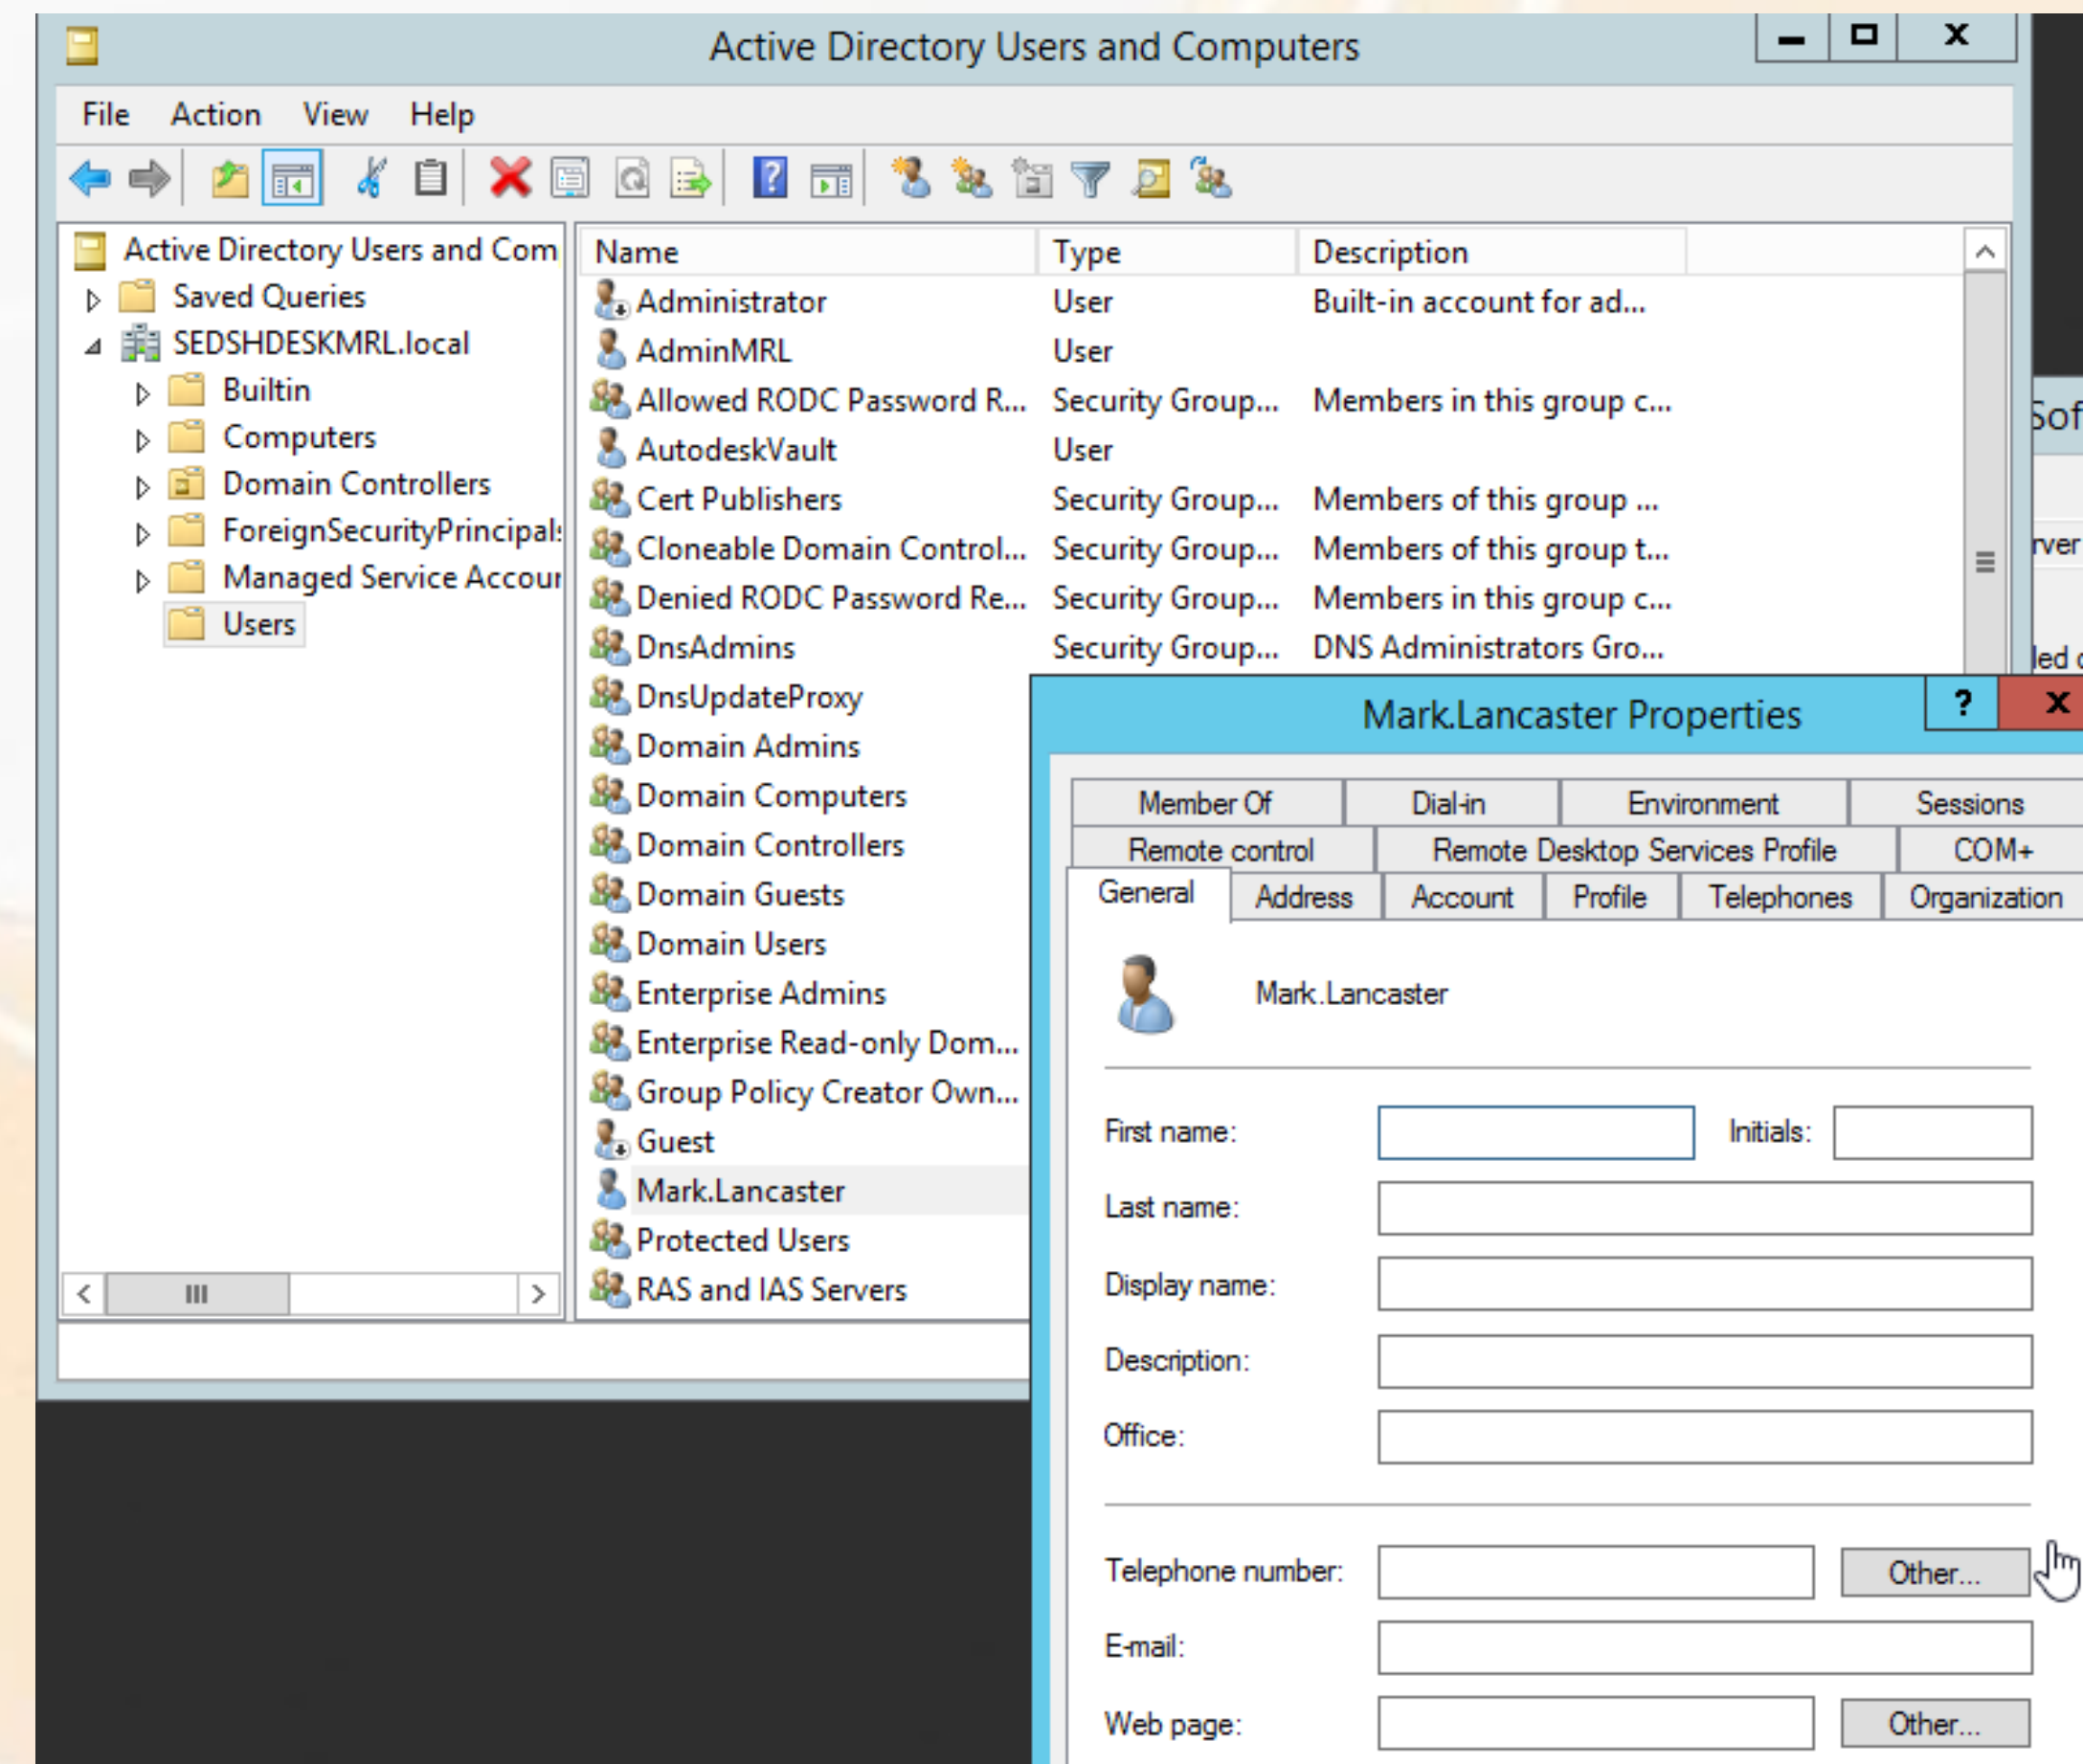 Active Directory Users and Computers
File Action View Help
Active Directory Users and Com
Saved Queries
SEDSHDESKMRL.local
Builtin
Computers
Domain Controllers
ForeignSecurityPrincipals
Managed Service Accour
Users
Name Type Description
Administrator User Built-in account for ad...
AdminMRL User
Allowed RODC Password R... Security Group... Members in this group c...
AutodeskVault User
Cert Publishers Security Group... Members of this group ...
Cloneable Domain Control... Security Group... Members of this group t...
Denied RODC Password Re... Security Group... Members in this group c...
DnsAdmins Security Group... DNS Administrators Gro...
DnsUpdateProxy
Domain Admins
Domain Computers
Domain Controllers
Domain Guests
Domain Users
Enterprise Admins
Enterprise Read-only Dom...
Group Policy Creator Own...
Guest
Mark.Lancaster
Protected Users
RAS and IAS Servers
Sof
rver
led
Mark.Lancaster Properties
Member Of Dial-in Environment Sessions
Remote control Remote Desktop Services Profile COM+
General Address Account Profile Telephones Organization
Mark.Lancaster
First name: Initials:
Last name:
Display name:
Description:
Office:
Telephone number: Other...
E-mail:
Web page: Other...